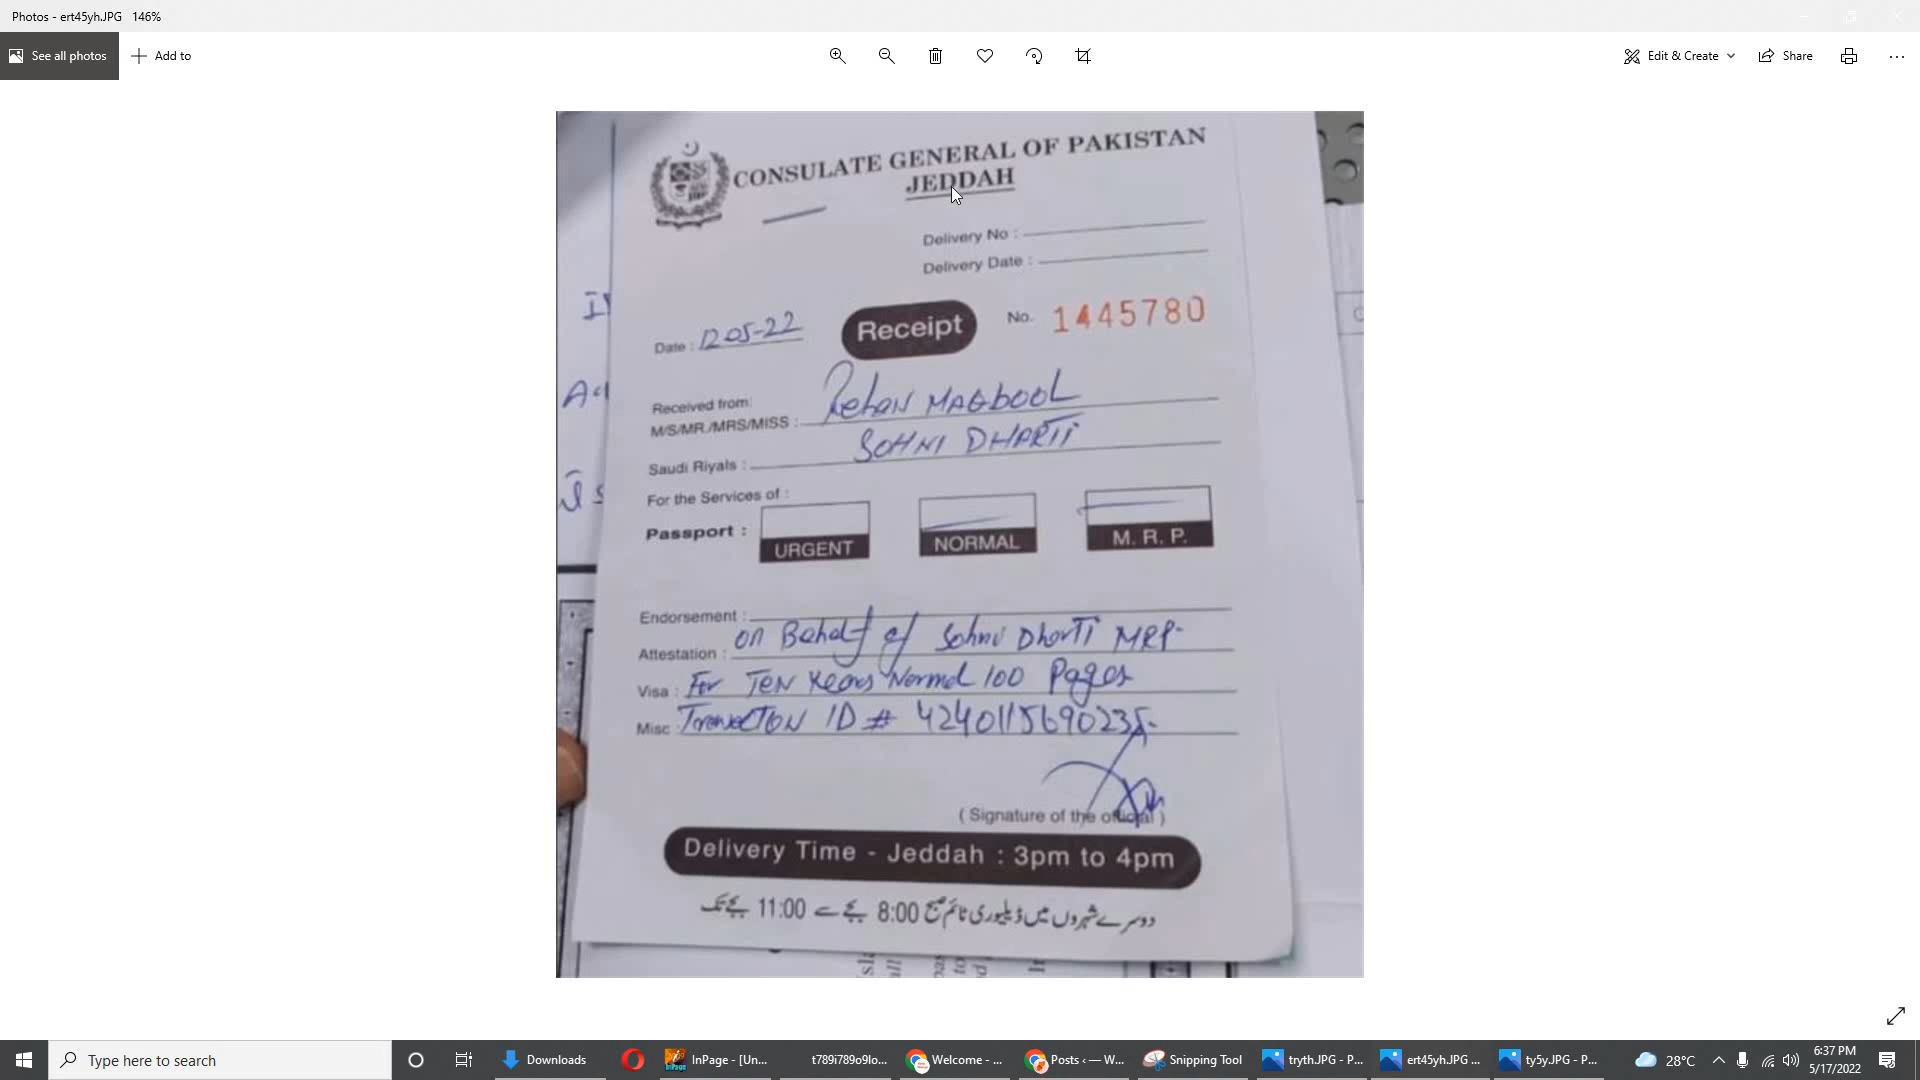 Photos - ert45yh.JPG 146%
See all photos
Add to
Edit & Create
Share
CONSULATE GENERAL OF PAKISTAN
JEDDAH
Delivery No :
Delivery Date :
Date : 12 05-22
Receipt
No. 1445780
Received from:
M/S/MR./MRS/MISS : Rehan MAQBOOL
SOHNI DHARTI
Saudi Riyals :
For the Services of :
Passport :
URGENT
NORMAL
M. R. P.
Endorsement :
Attestation : on Behalf of Sohni Dharti MRP
Visa : For Ten Years Normal 100 Pages
Misc : ID # 4240115690235
( Signature of the official )
Delivery Time - Jeddah : 3pm to 4pm
دوسرے شہروں میں ڈیلیوری ٹائم صبح 8:00 بجے سے 11:00 بجے تک
Type here to search
Downloads
InPage - [Un...
t789i789o9lo...
Welcome - ...
Posts ‹ — W...
Snipping Tool
tryth.JPG - P...
ert45yh.JPG ...
ty5y.JPG - P...
28°C
6:37 PM
5/17/2022